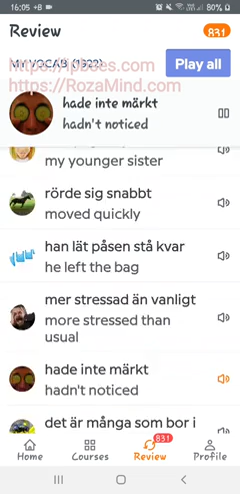 16:05 +B
80%
Review
831
MY VOCAB (1922)
Play all
https://ipeces.com
https://RozaMind.com
hade inte märkt
hadn't noticed
my younger sister
rörde sig snabbt
moved quickly
han lät påsen stå kvar
he left the bag
mer stressad än vanligt
more stressed than
usual
hade inte märkt
hadn't noticed
det är många som bor i
831
Home
Courses
Review
Profile